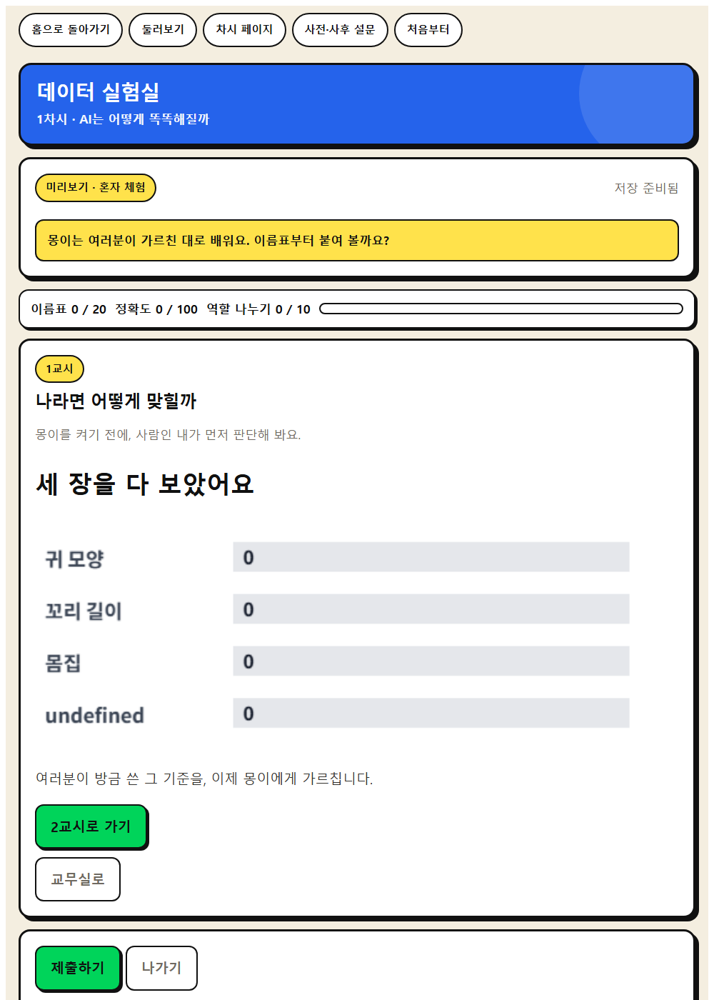 홈으로 돌아가기 둘러보기 차시 페이지 사전·사후 설문 처음부터
데이터 실험실
1차시 · AI는 어떻게 똑똑해질까
미리보기 · 혼자 체험 저장 준비됨
몽이는 여러분이 가르친 대로 배워요. 이름표부터 붙여 볼까요?
이름표 0 / 20 정확도 0 / 100 역할 나누기 0 / 10
1교시
나라면 어떻게 맞힐까
몽이를 켜기 전에, 사람인 내가 먼저 판단해 봐요.
세 장을 다 보았어요
귀 모양 0
꼬리 길이 0
몸집 0
undefined 0
여러분이 방금 쓴 그 기준을, 이제 몽이에게 가르칩니다.
2교시로 가기
교무실로
제출하기 나가기